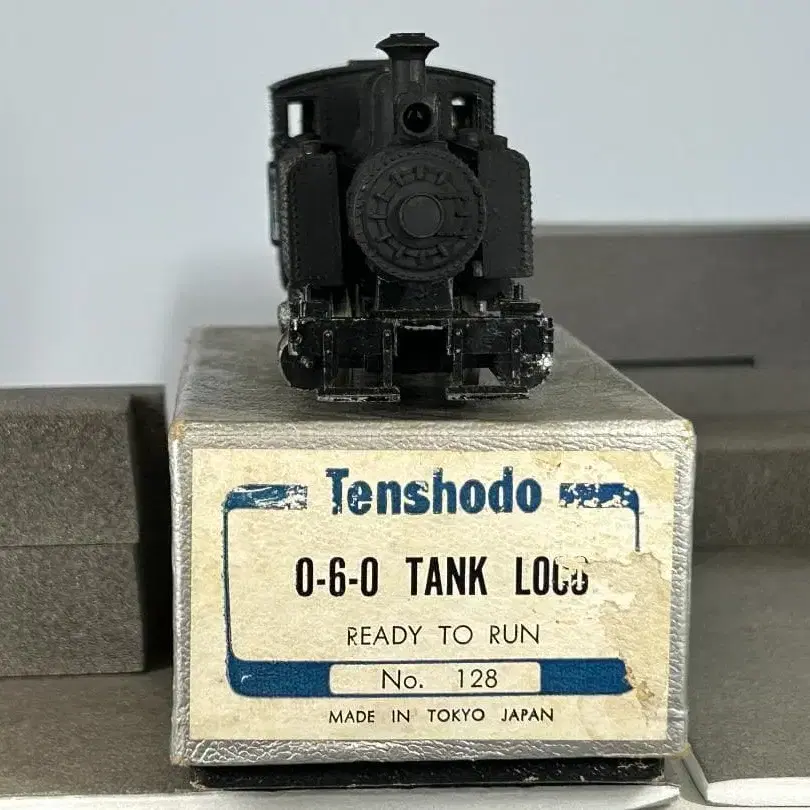 Tenshodo
0-6-0 TANK LOCO
READY TO RUN
No. 128
MADE IN TOKYO JAPAN